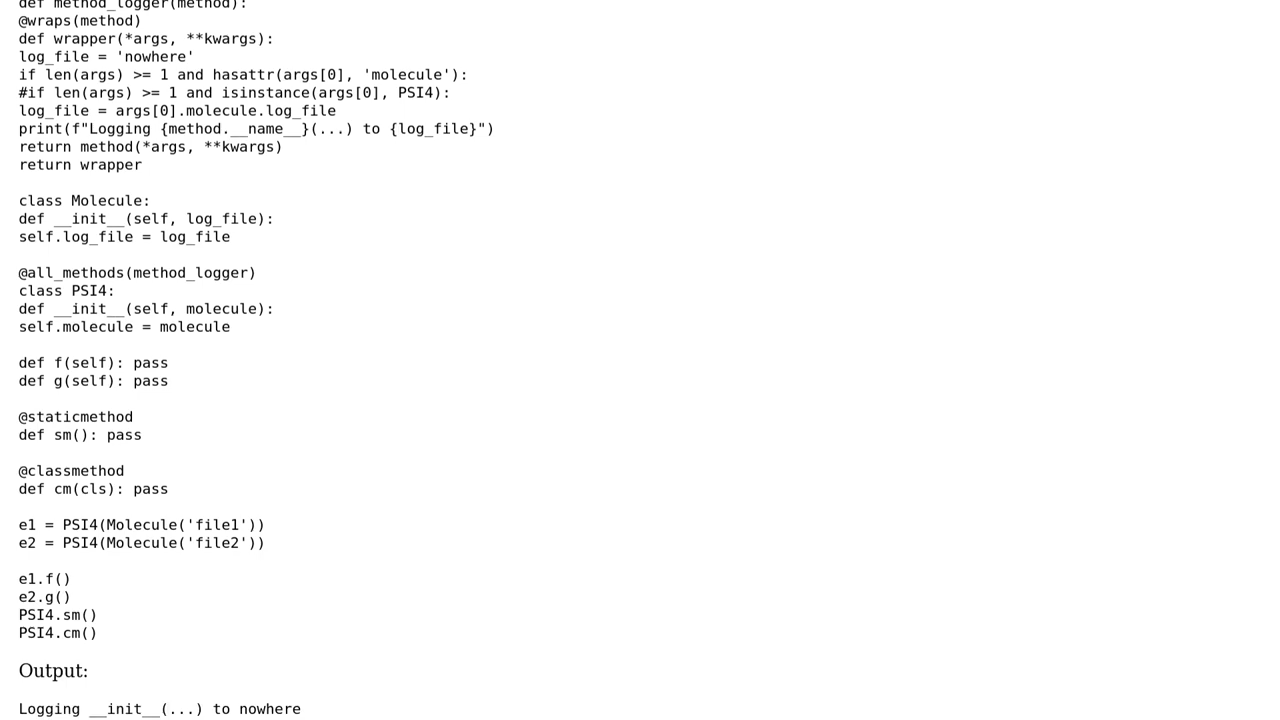 def method_logger(method):
@wraps(method)
def wrapper(*args, **kwargs):
log_file = 'nowhere'
if len(args) >= 1 and hasattr(args[0], 'molecule'):
#if len(args) >= 1 and isinstance(args[0], PSI4):
log_file = args[0].molecule.log_file
print(f"Logging {method.__name__}(...) to {log_file}")
return method(*args, **kwargs)
return wrapper

class Molecule:
def __init__(self, log_file):
self.log_file = log_file

@all_methods(method_logger)
class PSI4:
def __init__(self, molecule):
self.molecule = molecule

def f(self): pass
def g(self): pass

@staticmethod
def sm(): pass

@classmethod
def cm(cls): pass

e1 = PSI4(Molecule('file1'))
e2 = PSI4(Molecule('file2'))

e1.f()
e2.g()
PSI4.sm()
PSI4.cm()

Output:

Logging __init__(...) to nowhere